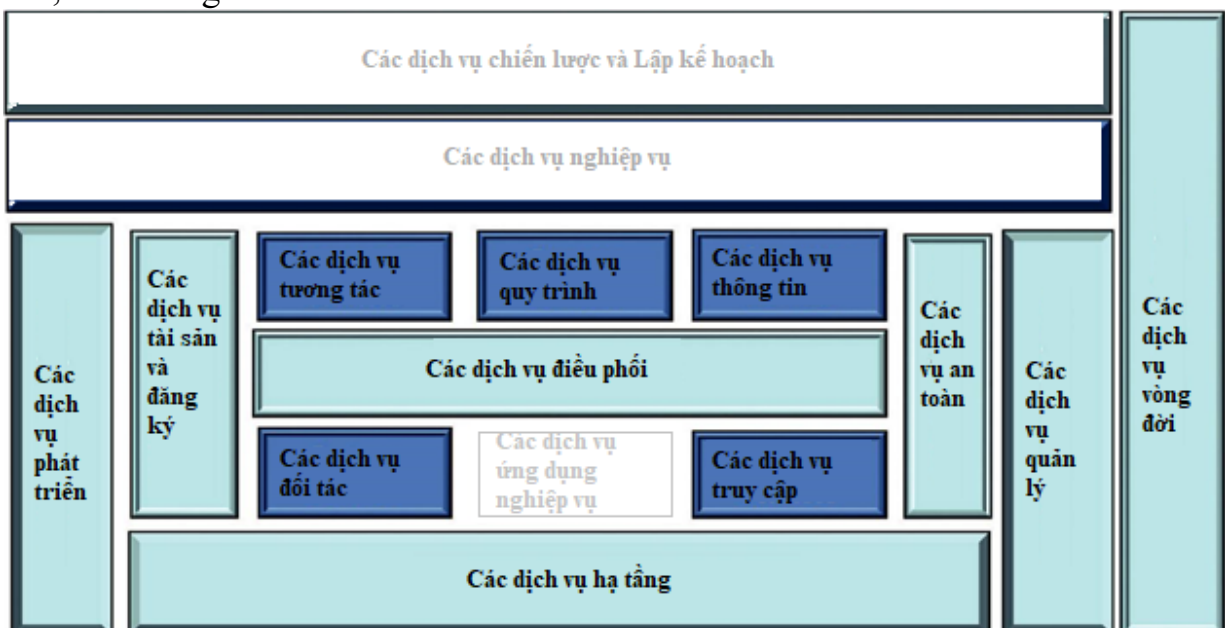 Các dịch vụ chiến lược và Lập kế hoạch
Các dịch vụ nghiệp vụ
Các
dịch vụ
tài sản
và
đăng
ký
Các dịch vụ
tương tác
Các dịch vụ
quy trình
Các dịch vụ
thông tin
Các dịch vụ điều phối
Các dịch vụ
đối tác
Các dịch vụ
ứng dụng
nghiệp vụ
Các dịch vụ
truy cập
Các
dịch
vụ an
toàn
Các
dịch
vụ
phát
triển
Các
dịch
vụ
quản
lý
Các
dịch
vụ
vòng
đời
Các dịch vụ hạ tầng